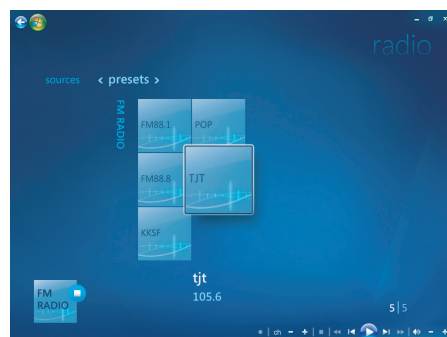 radio
sources < presets >
FM RADIO
FM88.1 POP
FM88.8 TJT
KKSF
tjt
105.6
FM
RADIO
5|5
ch - +